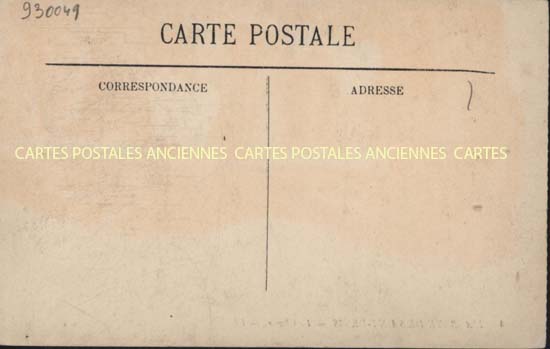 930049
CARTE POSTALE
CORRESPONDANCE
ADRESSE
CARTES POSTALES ANCIENNES CARTES POSTALES ANCIENNES CARTES